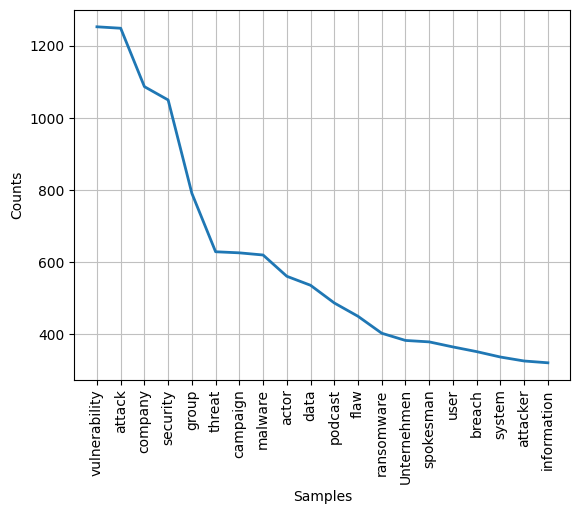 1200
1000
800
600
400
Counts
vulnerability
attack
company
security
group
threat
campaign
malware
actor
data
podcast
flaw
ransomware
Unternehmen
spokesman
user
breach
system
attacker
information
Samples